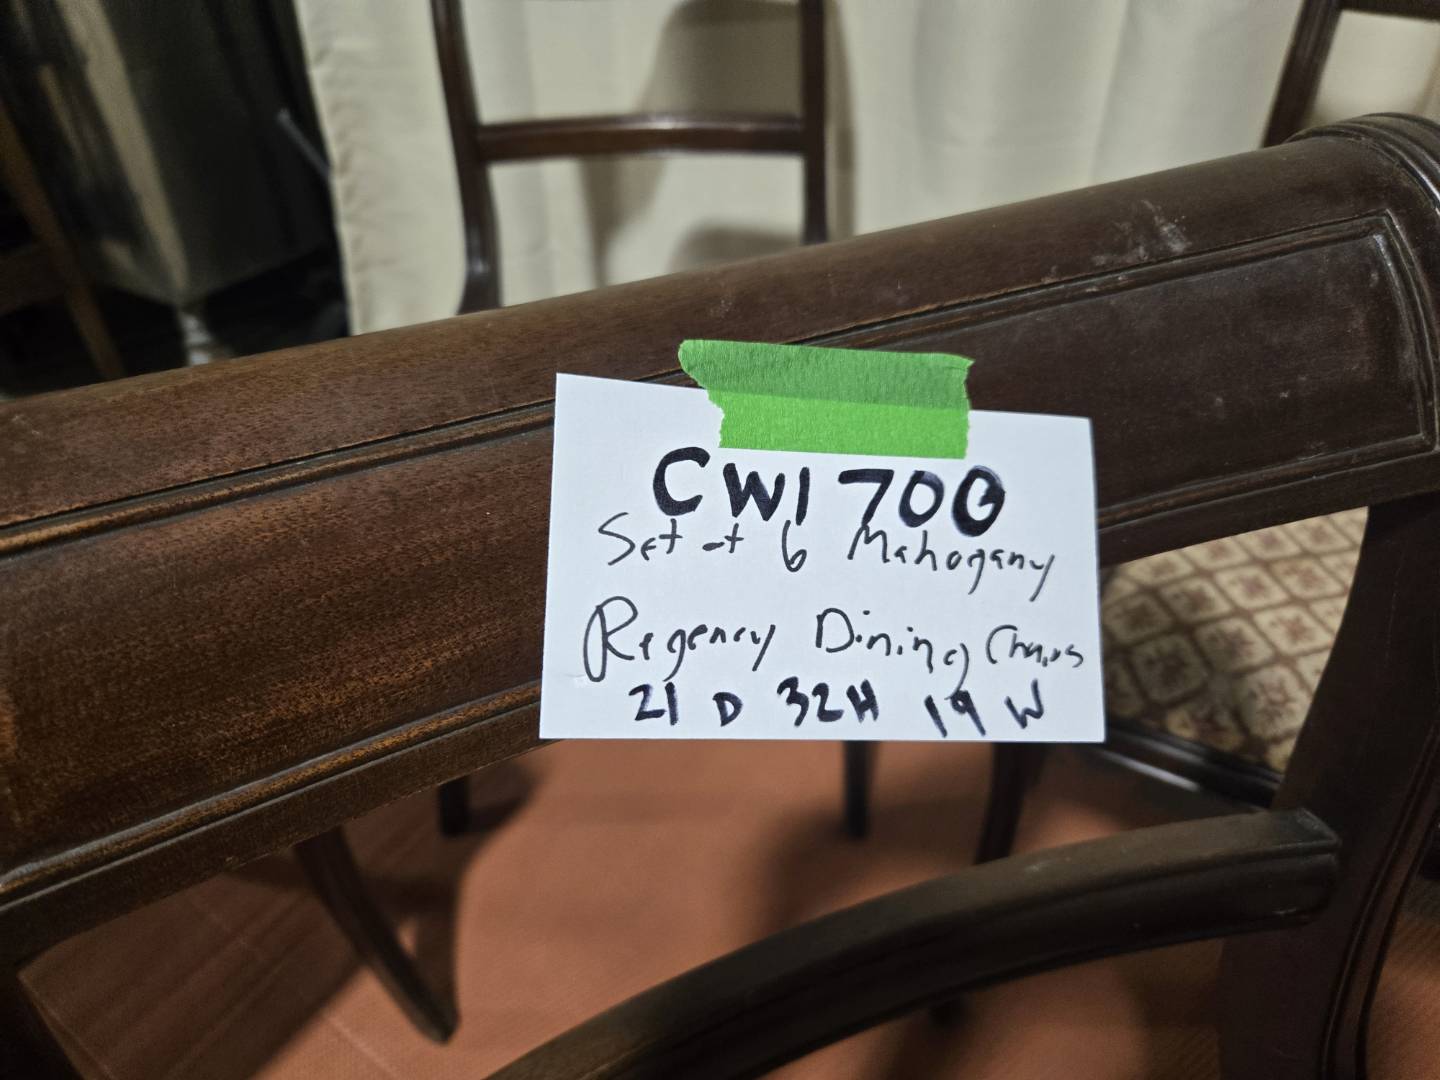 CW1700
Set of 6 Mahogany
Regency Dining Chairs
21 D 32H 19 W